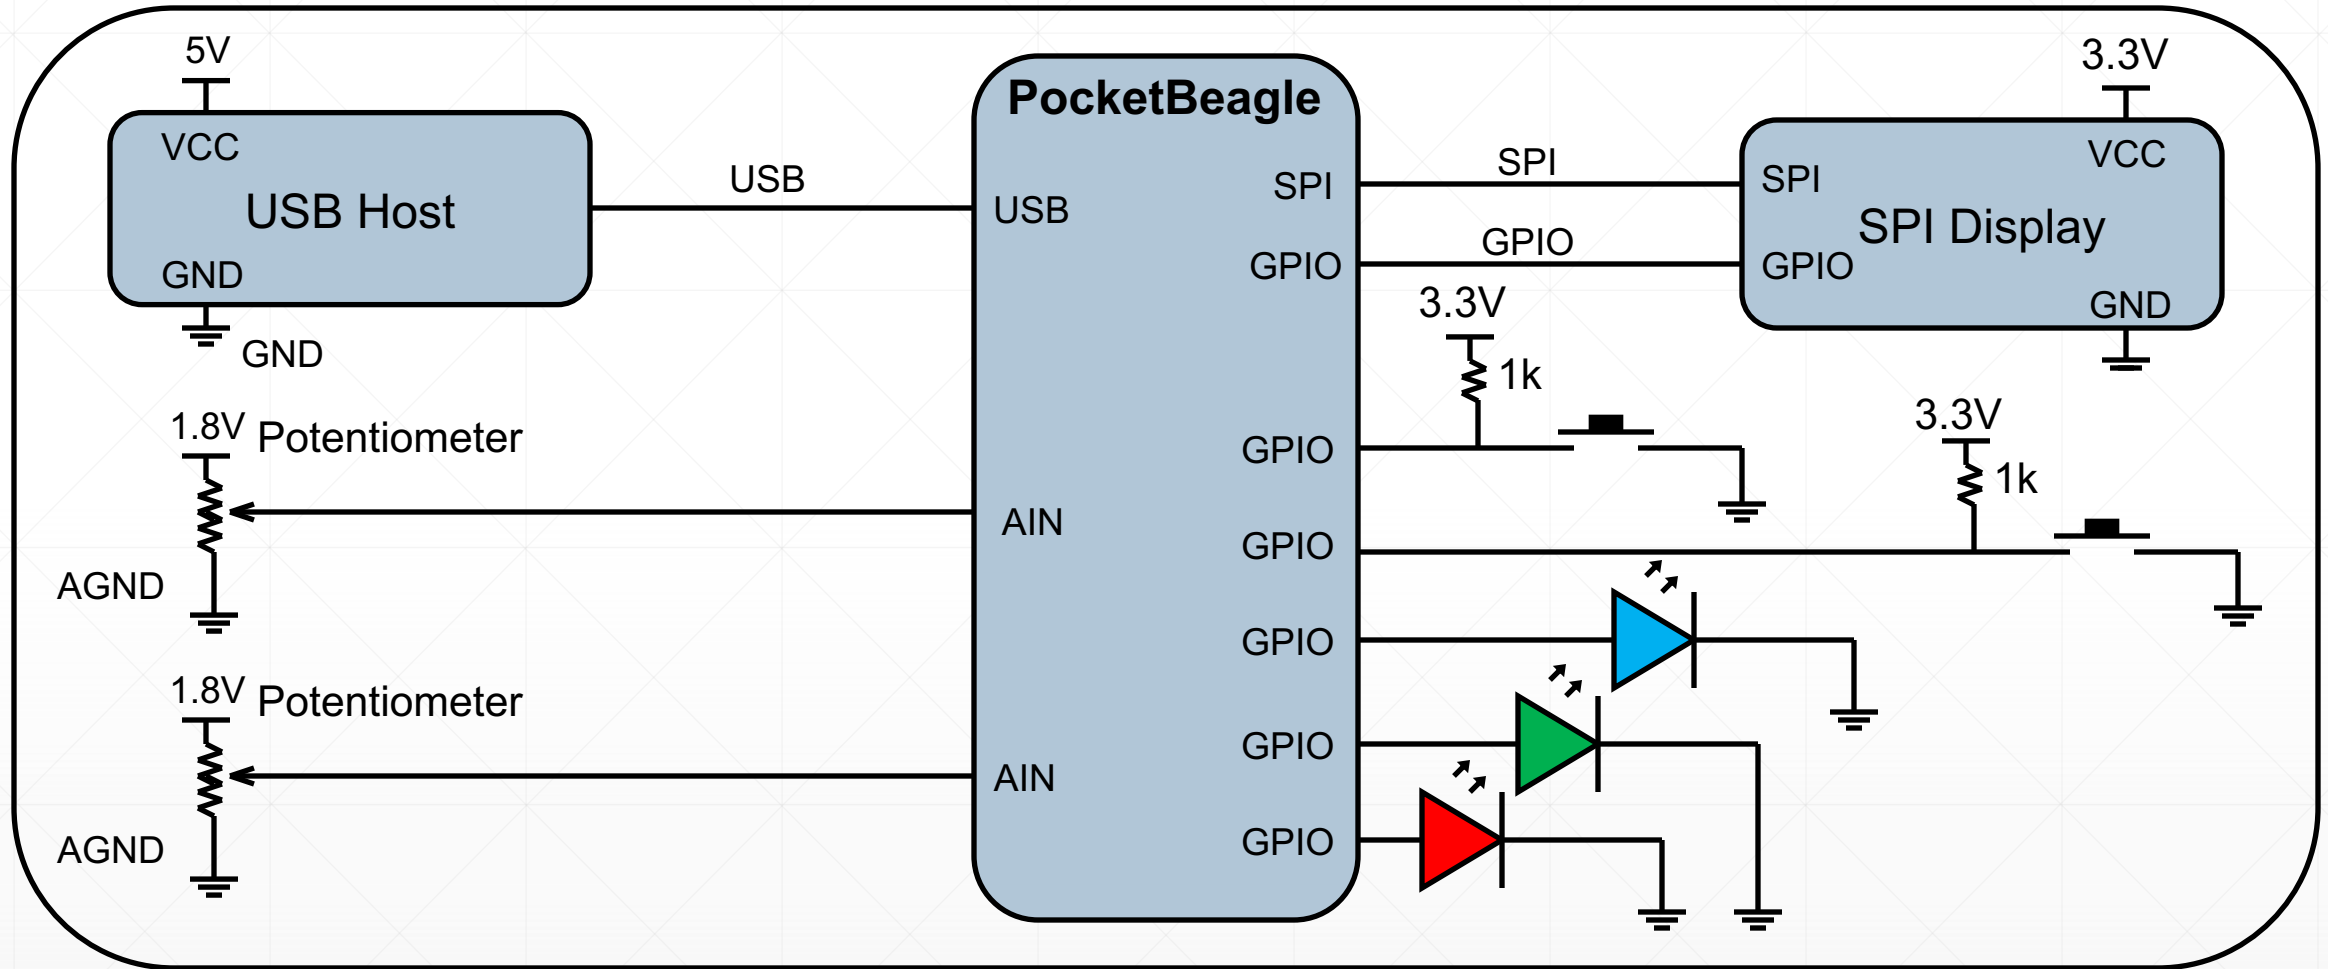 5V
VCC
USB Host
GND
GND
USB
1.8V
Potentiometer
AGND
1.8V
Potentiometer
AGND
PocketBeagle
USB
AIN
AIN
SPI
GPIO
GPIO
GPIO
GPIO
GPIO
GPIO
SPI
GPIO
3.3V
VCC
SPI
SPI Display
GPIO
GND
3.3V
1k
3.3V
1k